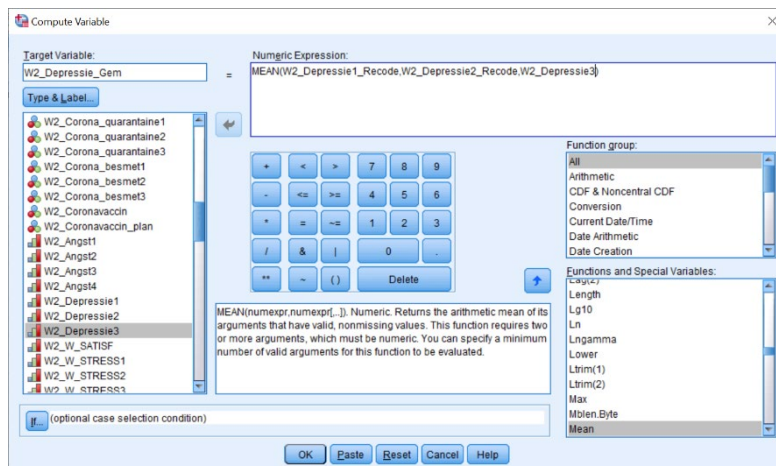 Compute Variable
Target Variable:
W2_Depressie_Gem
=
Numeric Expression:
MEAN(W2_Depressie1_Recode,W2_Depressie2_Recode,W2_Depressie3)
Type & Label...
W2_Corona_quarantaine1
W2_Corona_quarantaine2
W2_Corona_quarantaine3
W2_Corona_besmet1
W2_Corona_besmet2
W2_Corona_besmet3
W2_Coronavaccin
W2_Coronavaccin_plan
W2_Angst1
W2_Angst2
W2_Angst3
W2_Angst4
W2_Depressie1
W2_Depressie2
W2_Depressie3
W2_W_SATISF
W2_W_STRESS1
W2_W_STRESS2
W2_W_STRESS3
+ < > 7 8 9
- <= >= 4 5 6
* = ~= 1 2 3
/ & | 0 .
** ~ ( ) Delete
MEAN(numexpr,numexpr[,..]). Numeric. Returns the arithmetic mean of its
arguments that have valid, nonmissing values. This function requires two
or more arguments, which must be numeric. You can specify a minimum
number of valid arguments for this function to be evaluated.
Function group:
All
Arithmetic
CDF & Noncentral CDF
Conversion
Current Date/Time
Date Arithmetic
Date Creation
Functions and Special Variables:
Lag(2)
Length
Lg10
Ln
Lngamma
Lower
Ltrim(1)
Ltrim(2)
Max
Mblen.Byte
Mean
If... (optional case selection condition)
OK Paste Reset Cancel Help